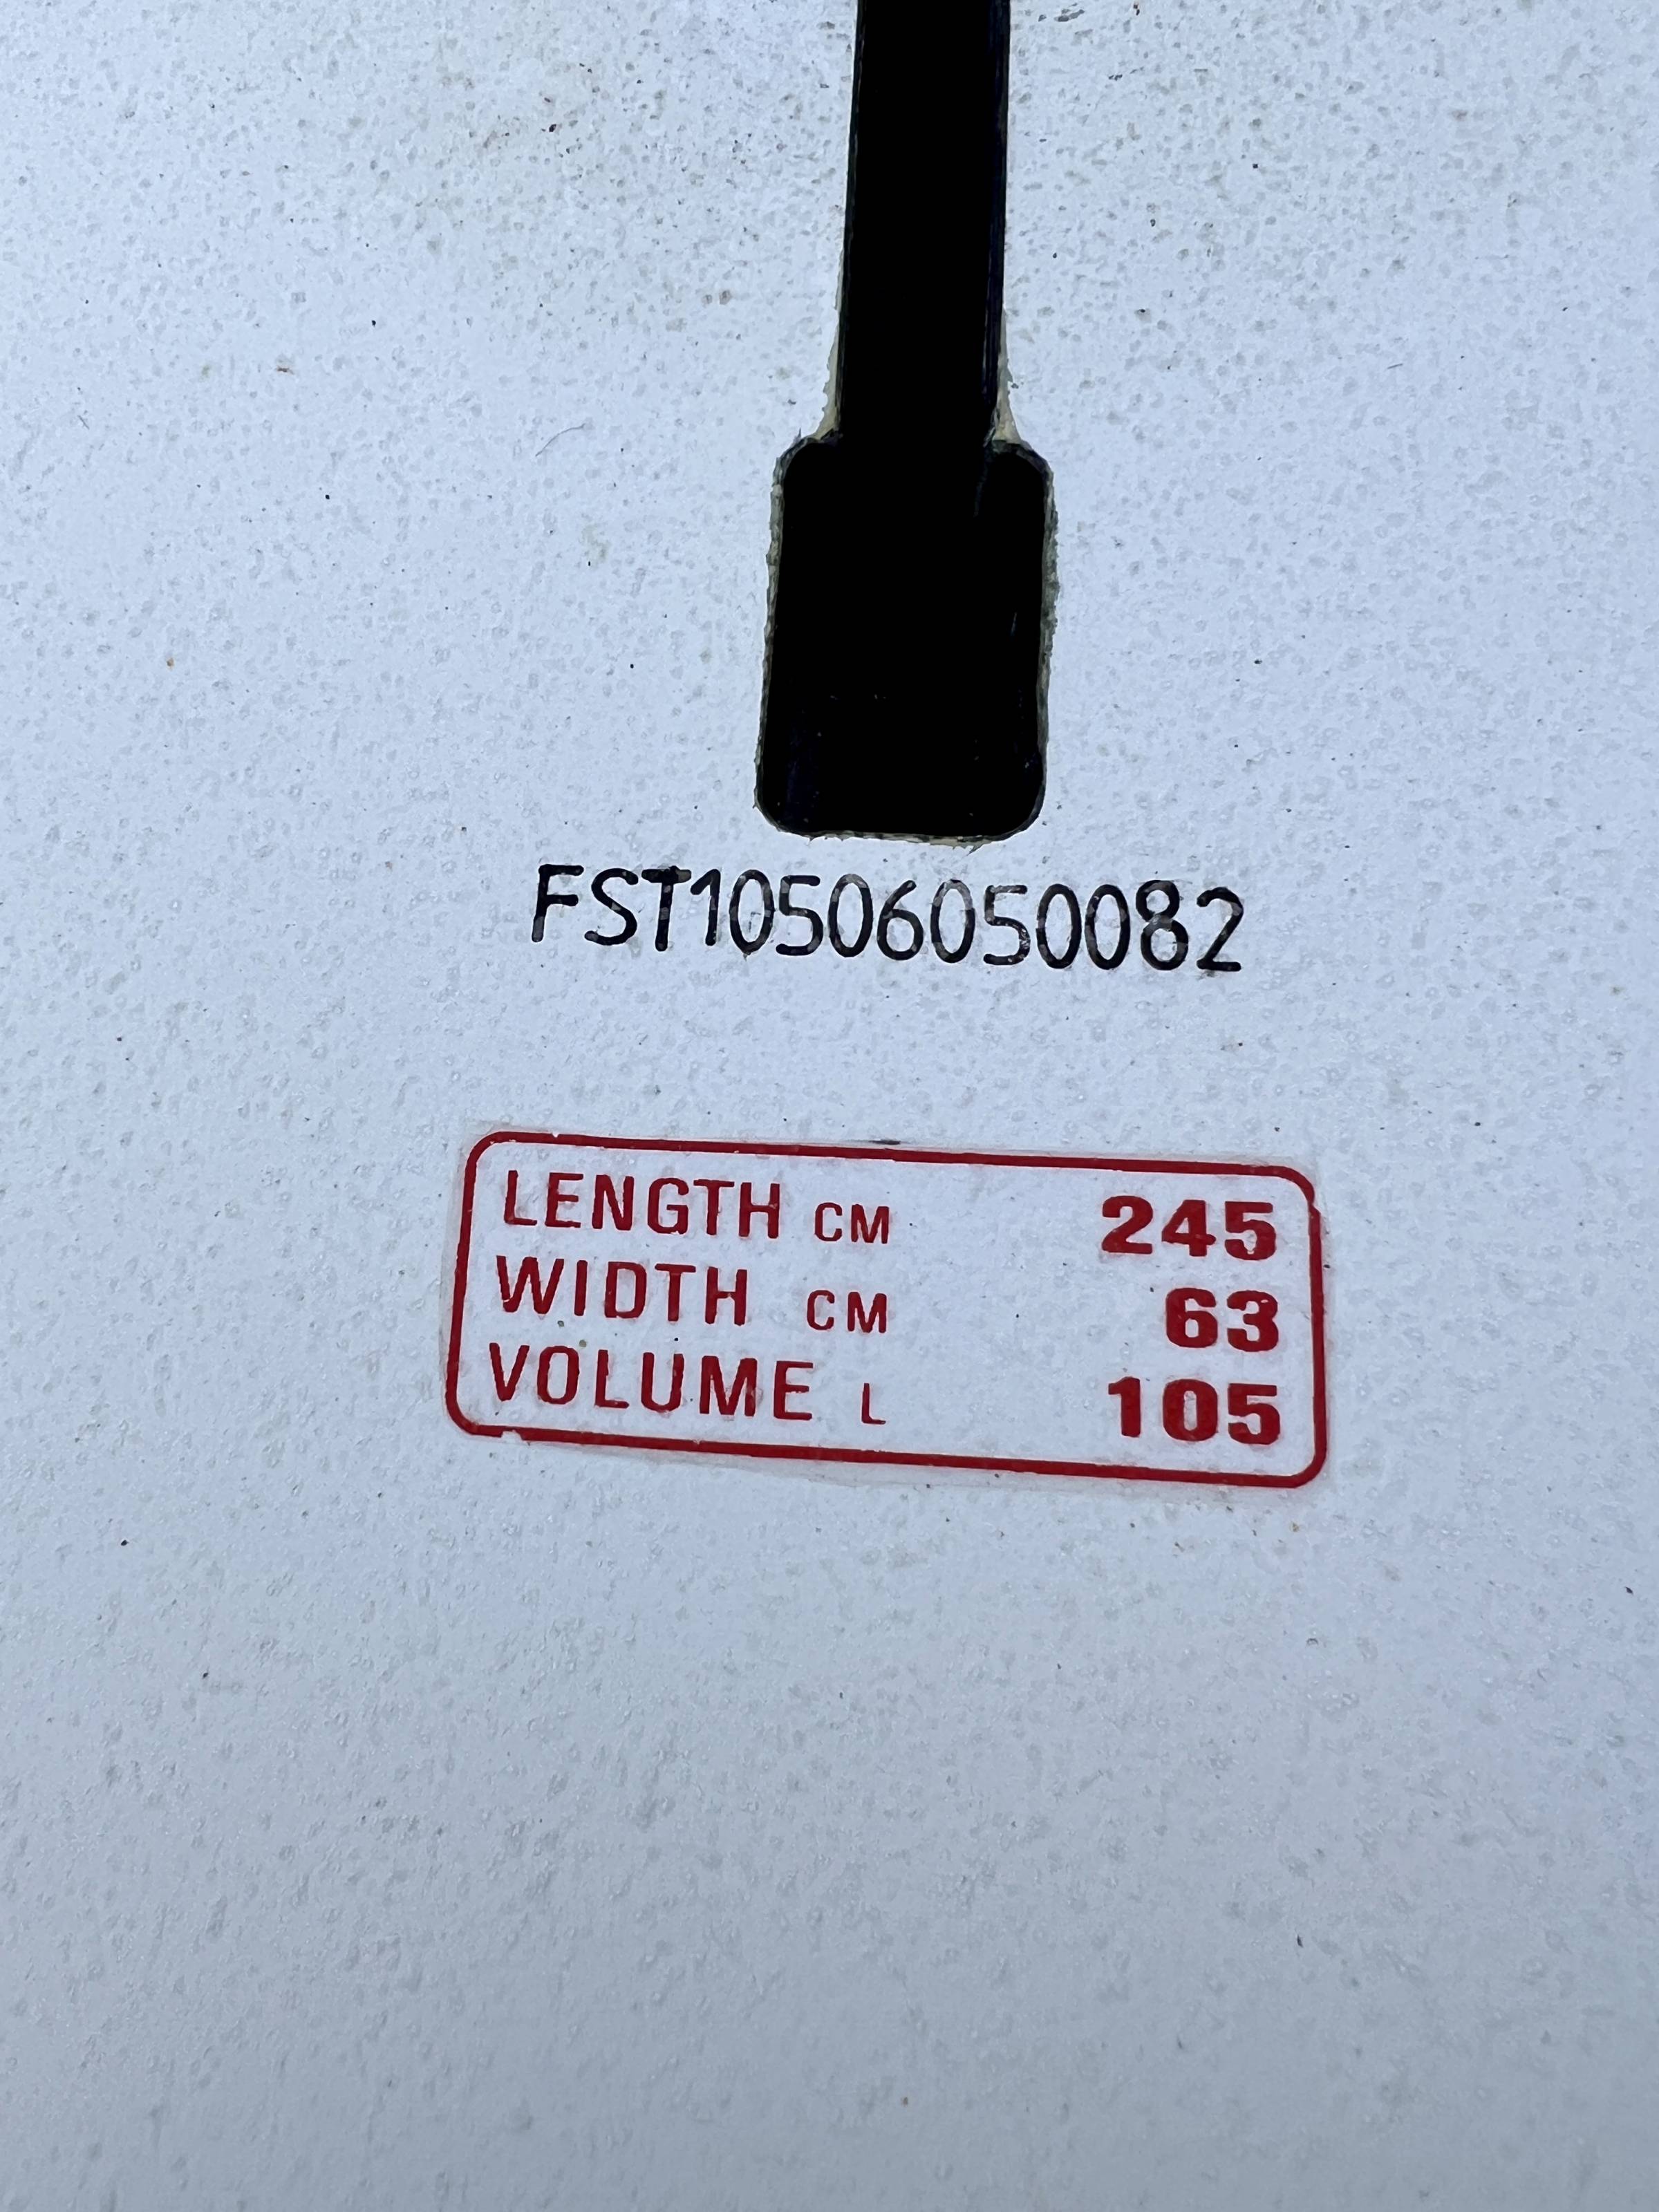 FST10506050082
LENGTH CM 245
WIDTH CM 63
VOLUME L 105